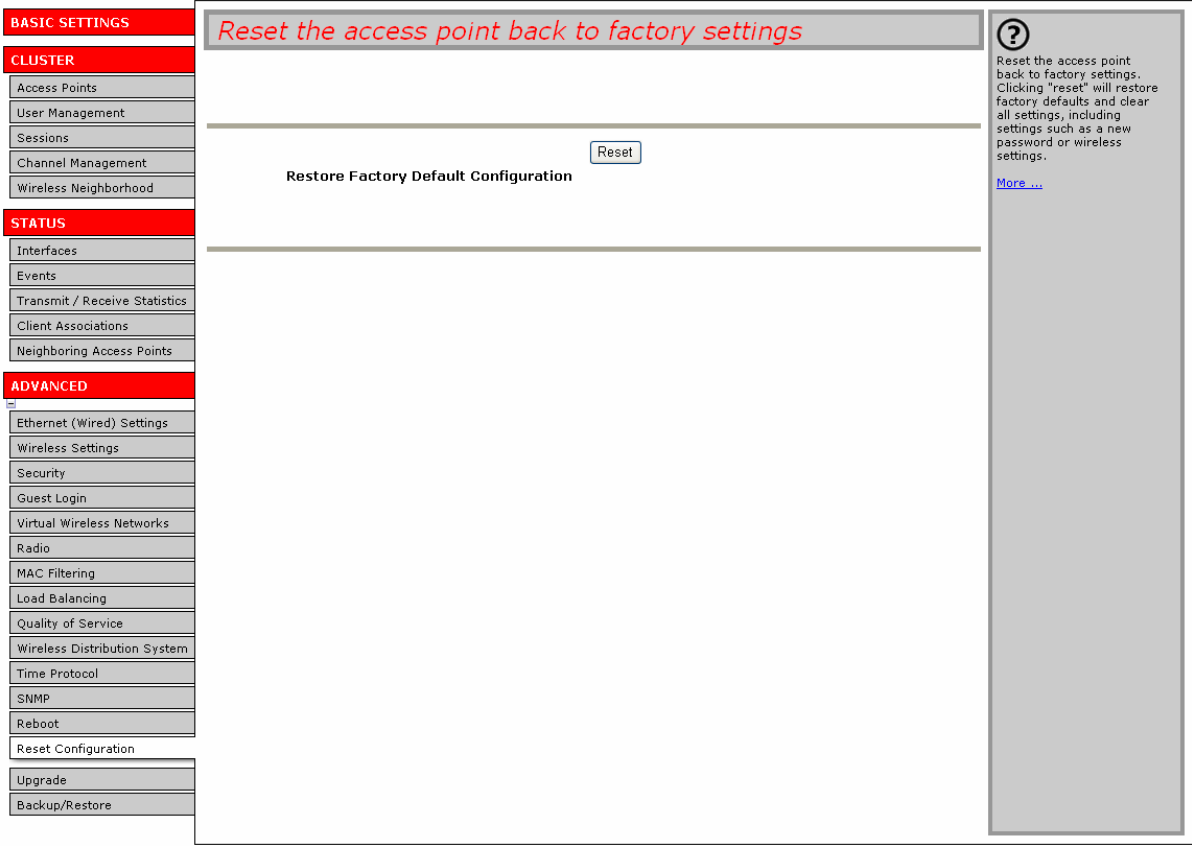 BASIC SETTINGS
CLUSTER
Access Points
User Management
Sessions
Channel Management
Wireless Neighborhood
STATUS
Interfaces
Events
Transmit / Receive Statistics
Client Associations
Neighboring Access Points
ADVANCED
Ethernet (Wired) Settings
Wireless Settings
Security
Guest Login
Virtual Wireless Networks
Radio
MAC Filtering
Load Balancing
Quality of Service
Wireless Distribution System
Time Protocol
SNMP
Reboot
Reset Configuration
Upgrade
Backup/Restore
Reset the access point back to factory settings
Reset
Restore Factory Default Configuration
?
Reset the access point
back to factory settings.
Clicking "reset" will restore
factory defaults and clear
all settings, including
settings such as a new
password or wireless
settings.
More ...